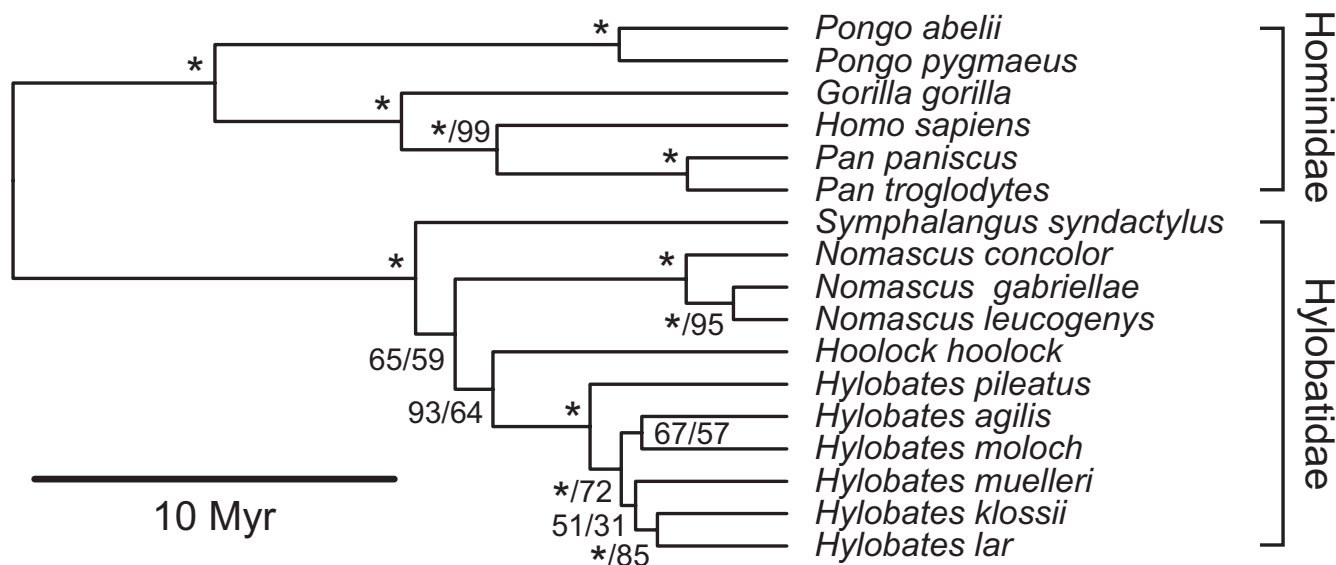 * * Pongo abelii
Pongo pygmaeus
* Gorilla gorilla
*/99 Homo sapiens
* Pan paniscus
Pan troglodytes
Hominidae
Symphalangus syndactylus
* * Nomascus concolor
Nomascus gabriellae
*/95 Nomascus leucogenys
65/59 Hoolock hoolock
Hylobates pileatus
93/64 * Hylobates agilis
67/57
Hylobates moloch
*/72 Hylobates muelleri
51/31 Hylobates klossii
*/85 Hylobates lar
Hylobatidae
10 Myr